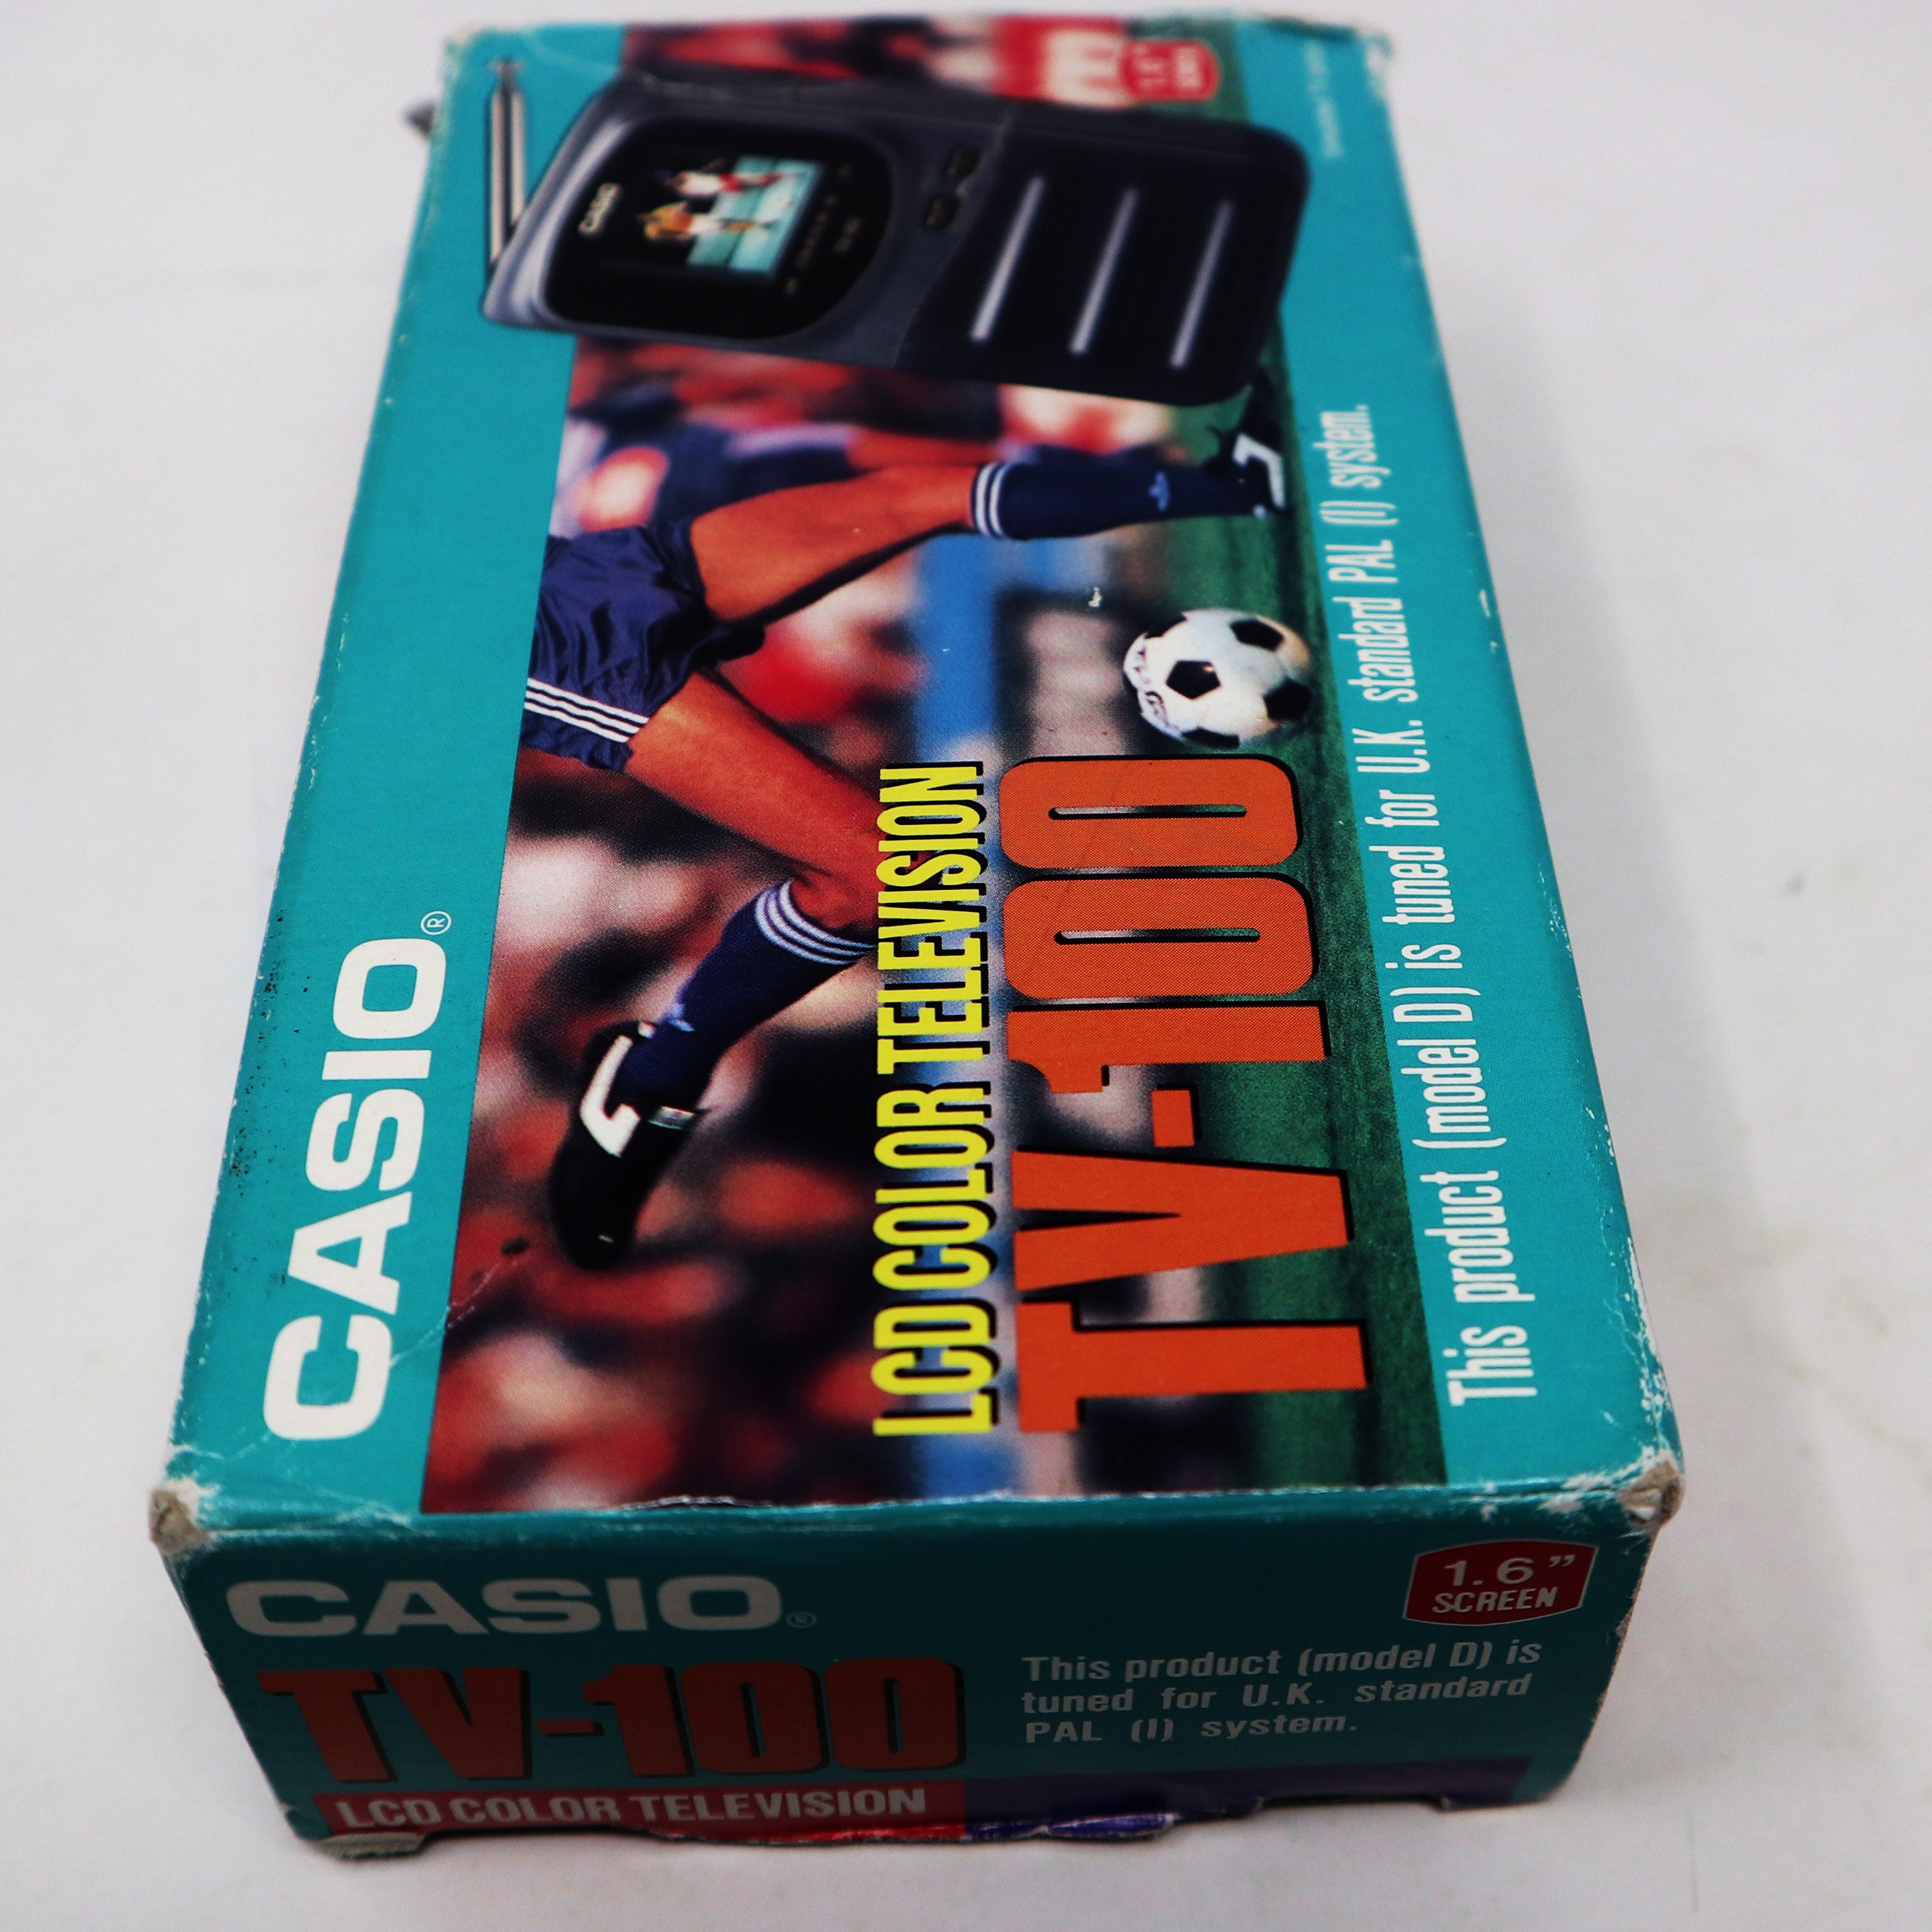 CASIO®
CASIO
LCD COLOR TELEVISION
TV-100
This product (model D) is tuned for U.K. standard PAL (I) system.
CASIO®
1.6”
SCREEN
TV-100
This product (model D) is
tuned for U.K. standard
PAL (I) system.
LCD COLOR TELEVISION